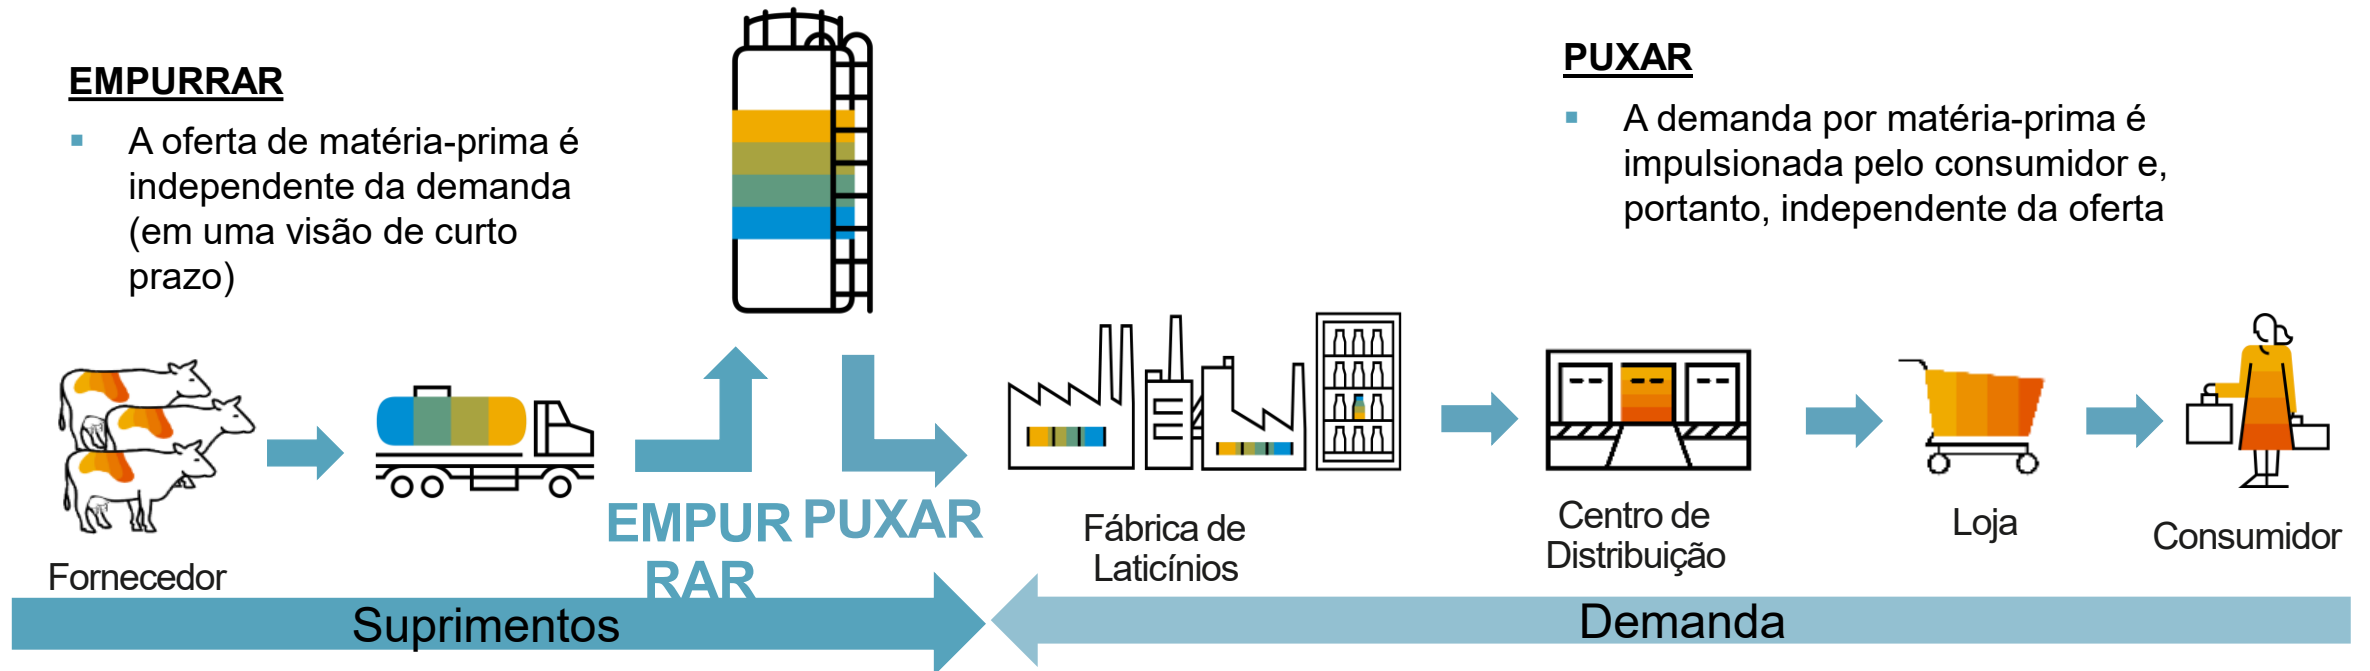 EMPURRAR
▪ A oferta de matéria-prima é
independente da demanda
(em uma visão de curto
prazo)
PUXAR
▪ A demanda por matéria-prima é
impulsionada pelo consumidor e,
portanto, independente da oferta
EMPUR
RAR
PUXAR
Fornecedor
Fábrica de
Laticínios
Centro de
Distribuição
Loja
Consumidor
Suprimentos
Demanda